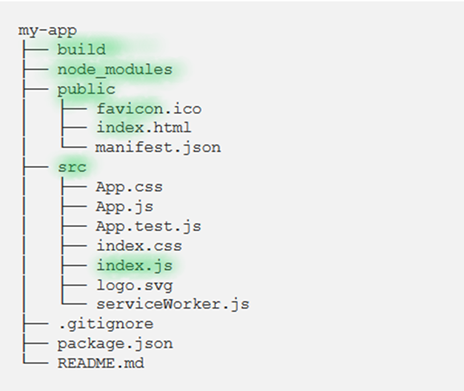 my-app
├── build
├── node_modules
├── public
│   ├── favicon.ico
│   ├── index.html
│   └── manifest.json
├── src
│   ├── App.css
│   ├── App.js
│   ├── App.test.js
│   ├── index.css
│   ├── index.js
│   ├── logo.svg
│   └── serviceWorker.js
├── .gitignore
├── package.json
└── README.md